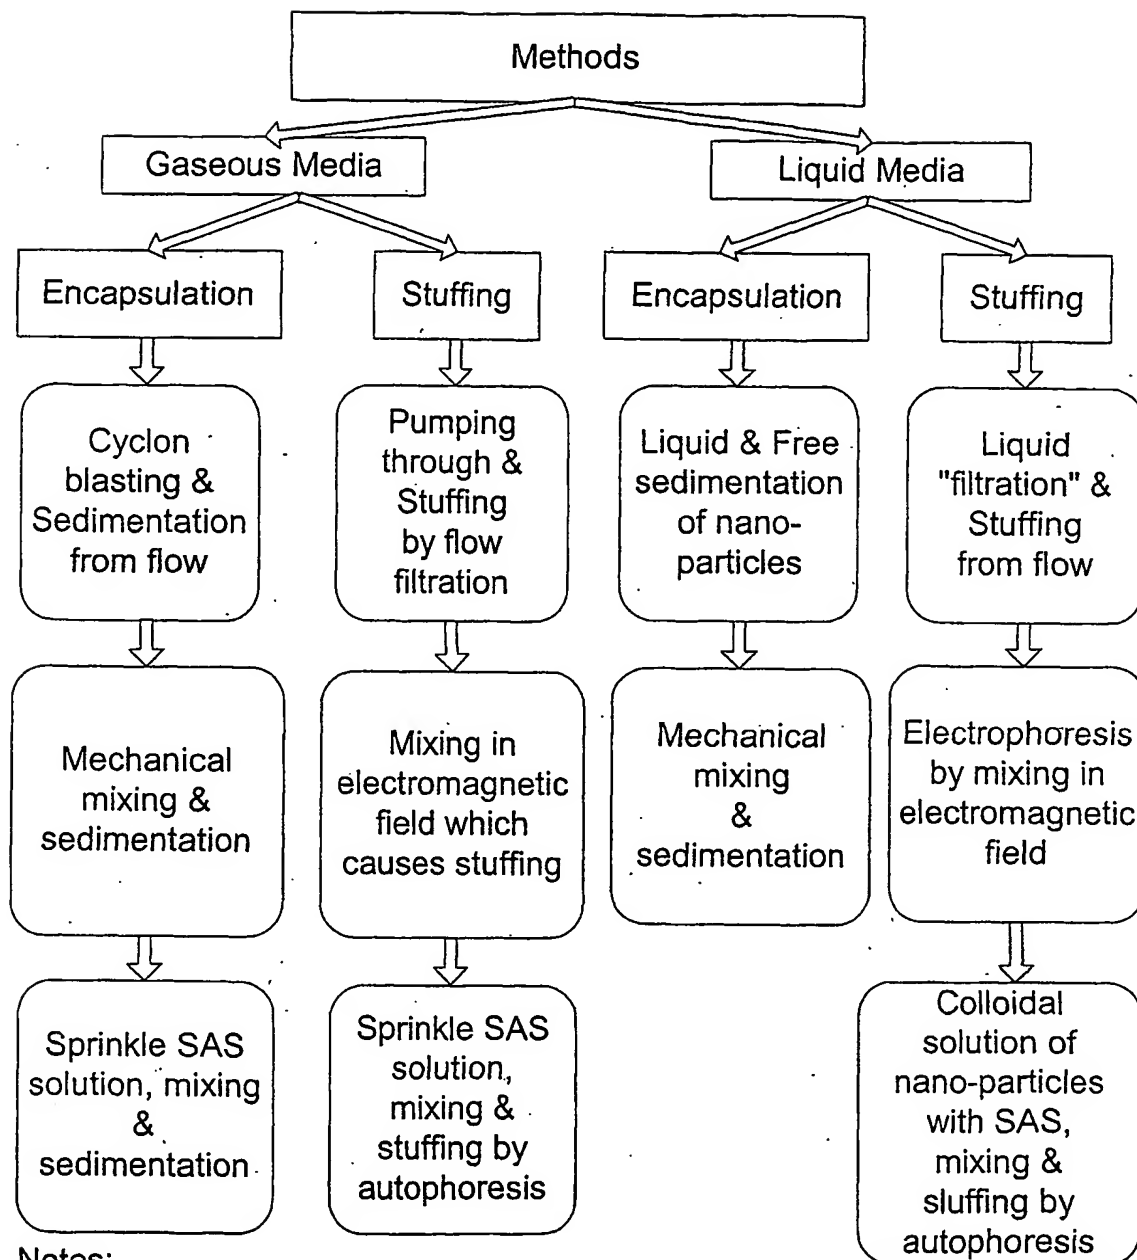 Methods
Gaseous Media
Liquid Media
Encapsulation
Stuffing
Encapsulation
Stuffing
Cyclon
blasting &
Sedimentation
from flow
Pumping
through &
Stuffing
by flow
filtration
Liquid & Free
sedimentation
of nano-
particles
Liquid
"filtration" &
Stuffing
from flow
Mechanical
mixing &
sedimentation
Mixing in
electromagnetic
field which
causes stuffing
Mechanical
mixing
&
sedimentation
Electrophoresis
by mixing in
electromagnetic
field
Sprinkle SAS
solution, mixing
&
sedimentation
Sprinkle SAS
solution,
mixing &
stuffing by
autophoresis
Colloidal
solution of
nano-particles
with SAS,
mixing &
sluffing by
autophoresis
Notes: